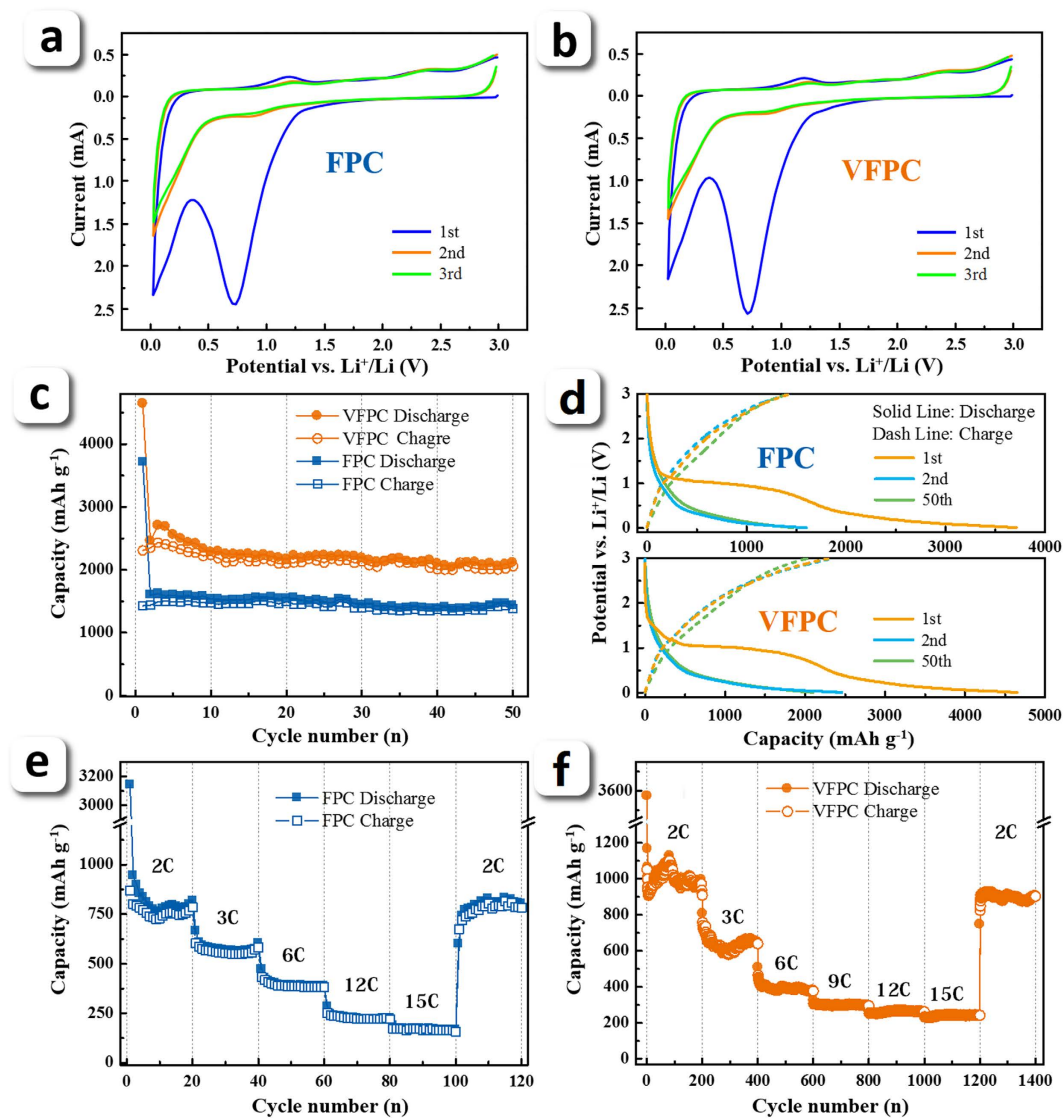 a
0.5
0.0
0.5
1.0
1.5
2.0
2.5
Current (mA)
FPC
1st
2nd
3rd
0.0 0.5 1.0 1.5 2.0 2.5 3.0
Potential vs. Li⁺/Li (V)
b
0.5
0.0
0.5
1.0
1.5
2.0
2.5
Current (mA)
VFPC
1st
2nd
3rd
0.0 0.5 1.0 1.5 2.0 2.5 3.0
Potential vs. Li⁺/Li (V)
c
4000
3000
2000
1000
0
Capacity (mAh g⁻¹)
VFPC Discharge
VFPC Chagre
FPC Discharge
FPC Charge
0 10 20 30 40 50
Cycle number (n)
d
3
2
1
0
Potential vs. Li⁺/Li (V)
FPC
Solid Line: Discharge
Dash Line: Charge
1st
2nd
50th
0 1000 2000 3000 4000
3
2
1
0
VFPC
1st
2nd
50th
0 1000 2000 3000 4000 5000
Capacity (mAh g⁻¹)
e
3200
3000
1000
750
500
250
0
Capacity (mAh g⁻¹)
FPC Discharge
FPC Charge
2C
3C
6C
12C
15C
2C
0 20 40 60 80 100 120
Cycle number (n)
f
3600
1200
1000
800
600
400
200
0
Capacity (mAh g⁻¹)
VFPC Discharge
VFPC Charge
2C
3C
6C
9C
12C
15C
2C
0 200 400 600 800 1000 1200 1400
Cycle number (n)